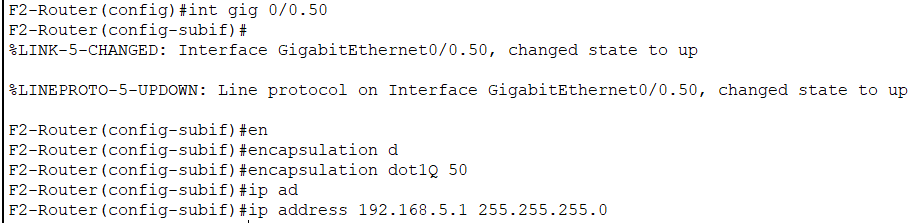 F2-Router(config)#int gig 0/0.50
F2-Router(config-subif)#
%LINK-5-CHANGED: Interface GigabitEthernet0/0.50, changed state to up
%LINEPROTO-5-UPDOWN: Line protocol on Interface GigabitEthernet0/0.50, changed state to up
F2-Router(config-subif)#en
F2-Router(config-subif)#encapsulation d
F2-Router(config-subif)#encapsulation dot1Q 50
F2-Router(config-subif)#ip ad
F2-Router(config-subif)#ip address 192.168.5.1 255.255.255.0